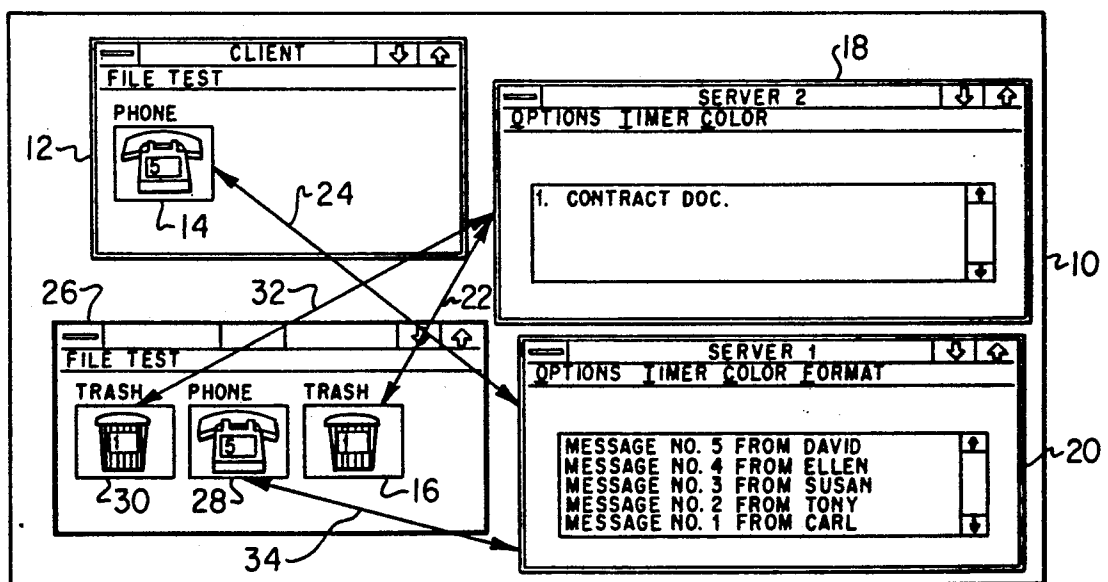 CLIENT
FILE TEST
PHONE
5
12
14
24
18
SERVER 2
OPTIONS TIMER COLOR
1. CONTRACT DOC.
10
26
32
22
FILE TEST
TRASH PHONE TRASH
1 5 1
30 28 16
34
SERVER 1
OPTIONS TIMER COLOR FORMAT
MESSAGE NO. 5 FROM DAVID
MESSAGE NO. 4 FROM ELLEN
MESSAGE NO. 3 FROM SUSAN
MESSAGE NO. 2 FROM TONY
MESSAGE NO. 1 FROM CARL
20